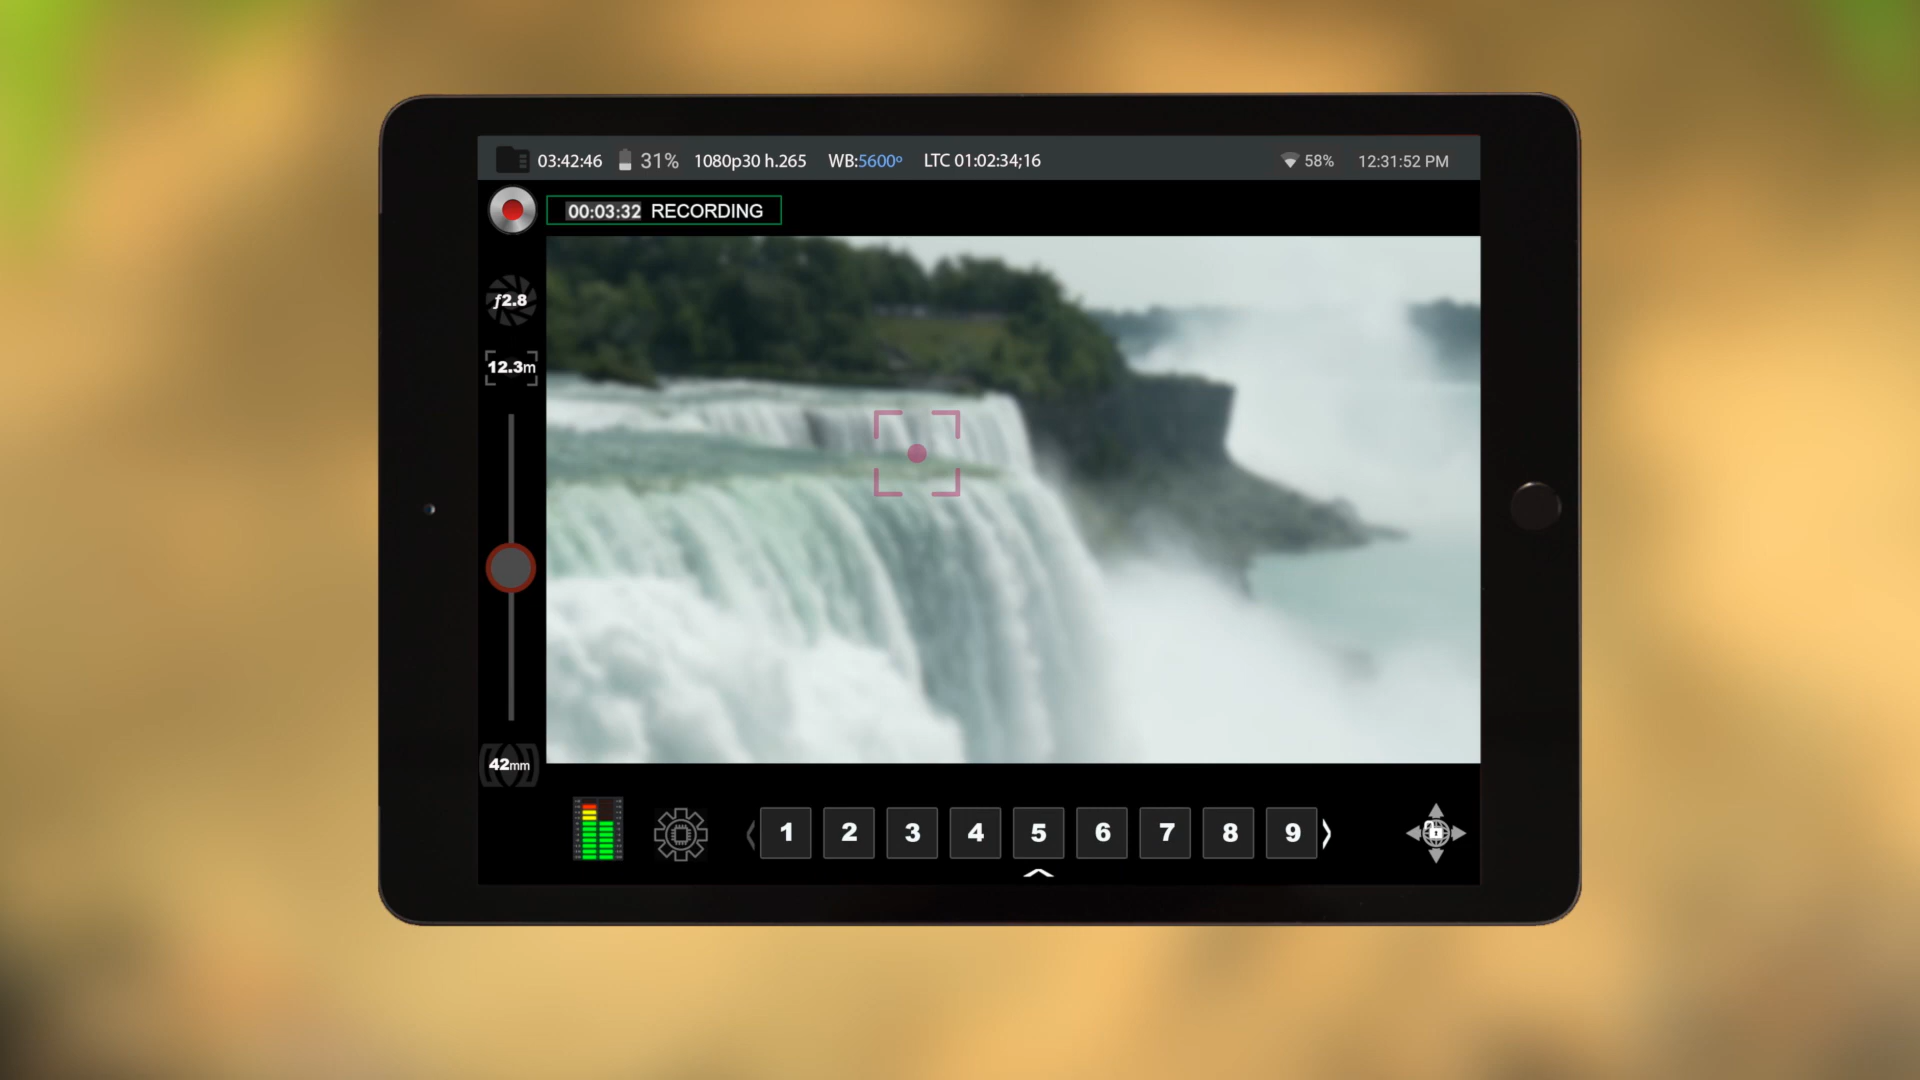 03:42:46 31% 1080p30 h.265 WB:5600º LTC 01:02:34;16 58% 12:31:52 PM
00:03:32 RECORDING
ƒ2.8
12.3m
42mm
1 2 3 4 5 6 7 8 9